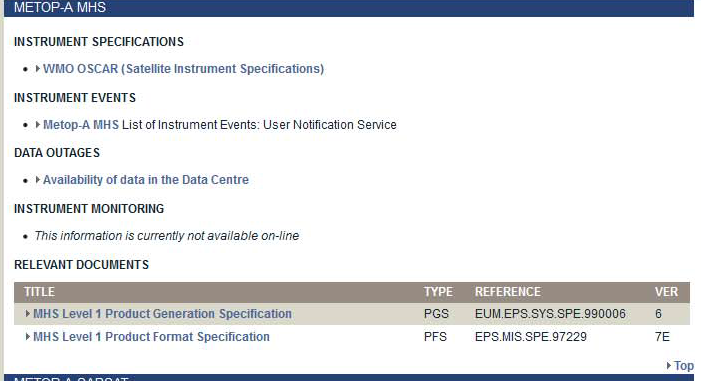 METOP-A MHS
INSTRUMENT SPECIFICATIONS
WMO OSCAR (Satellite Instrument Specifications)
INSTRUMENT EVENTS
Metop-A MHS List of Instrument Events: User Notification Service
DATA OUTAGES
Availability of data in the Data Centre
INSTRUMENT MONITORING
This information is currently not available on-line
RELEVANT DOCUMENTS
TITLE TYPE REFERENCE VER
MHS Level 1 Product Generation Specification PGS EUM.EPS.SYS.SPE.990006 6
MHS Level 1 Product Format Specification PFS EPS.MIS.SPE.97229 7E
Top
METOP-A SARSAT